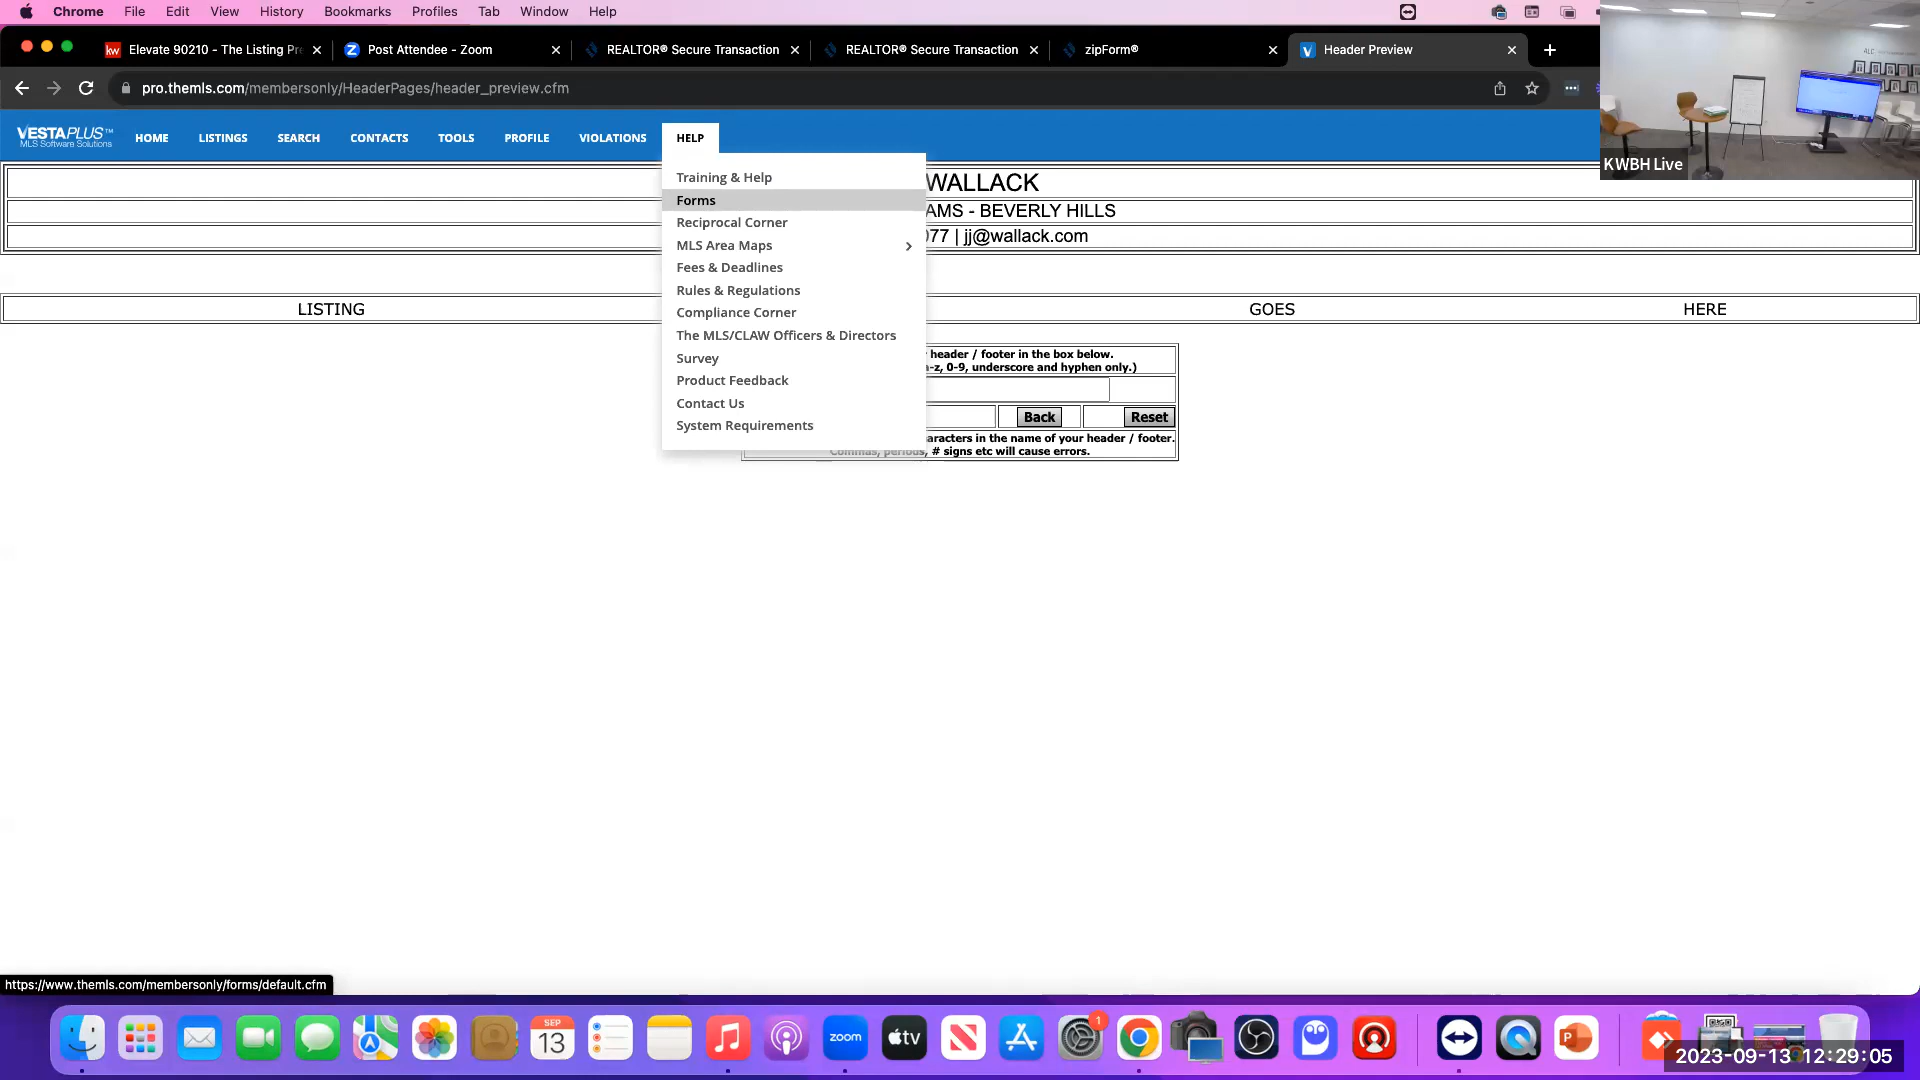 Chrome File Edit View History Bookmarks Profiles Tab Window Help
Elevate 90210 - The Listing Pre
Post Attendee - Zoom
REALTOR® Secure Transaction
REALTOR® Secure Transaction
zipForm®
Header Preview
pro.themls.com/membersonly/HeaderPages/header_preview.cfm
KWBH Live
VESTAPLUS™
MLS Software Solutions
HOME LISTINGS SEARCH CONTACTS TOOLS PROFILE VIOLATIONS HELP
Training & Help
Forms
Reciprocal Corner
MLS Area Maps
Fees & Deadlines
Rules & Regulations
Compliance Corner
The MLS/CLAW Officers & Directors
Survey
Product Feedback
Contact Us
System Requirements
WALLACK
AMS - BEVERLY HILLS
077 | jj@wallack.com
LISTING GOES HERE
header / footer in the box below.
a-z, 0-9, underscore and hyphen only.)
Back Reset
aracters in the name of your header / footer.
Commas, periods, # signs etc will cause errors.
https://www.themls.com/membersonly/forms/default.cfm
SEP
13
zoom
tv
1
2023-09-13 12:29:05